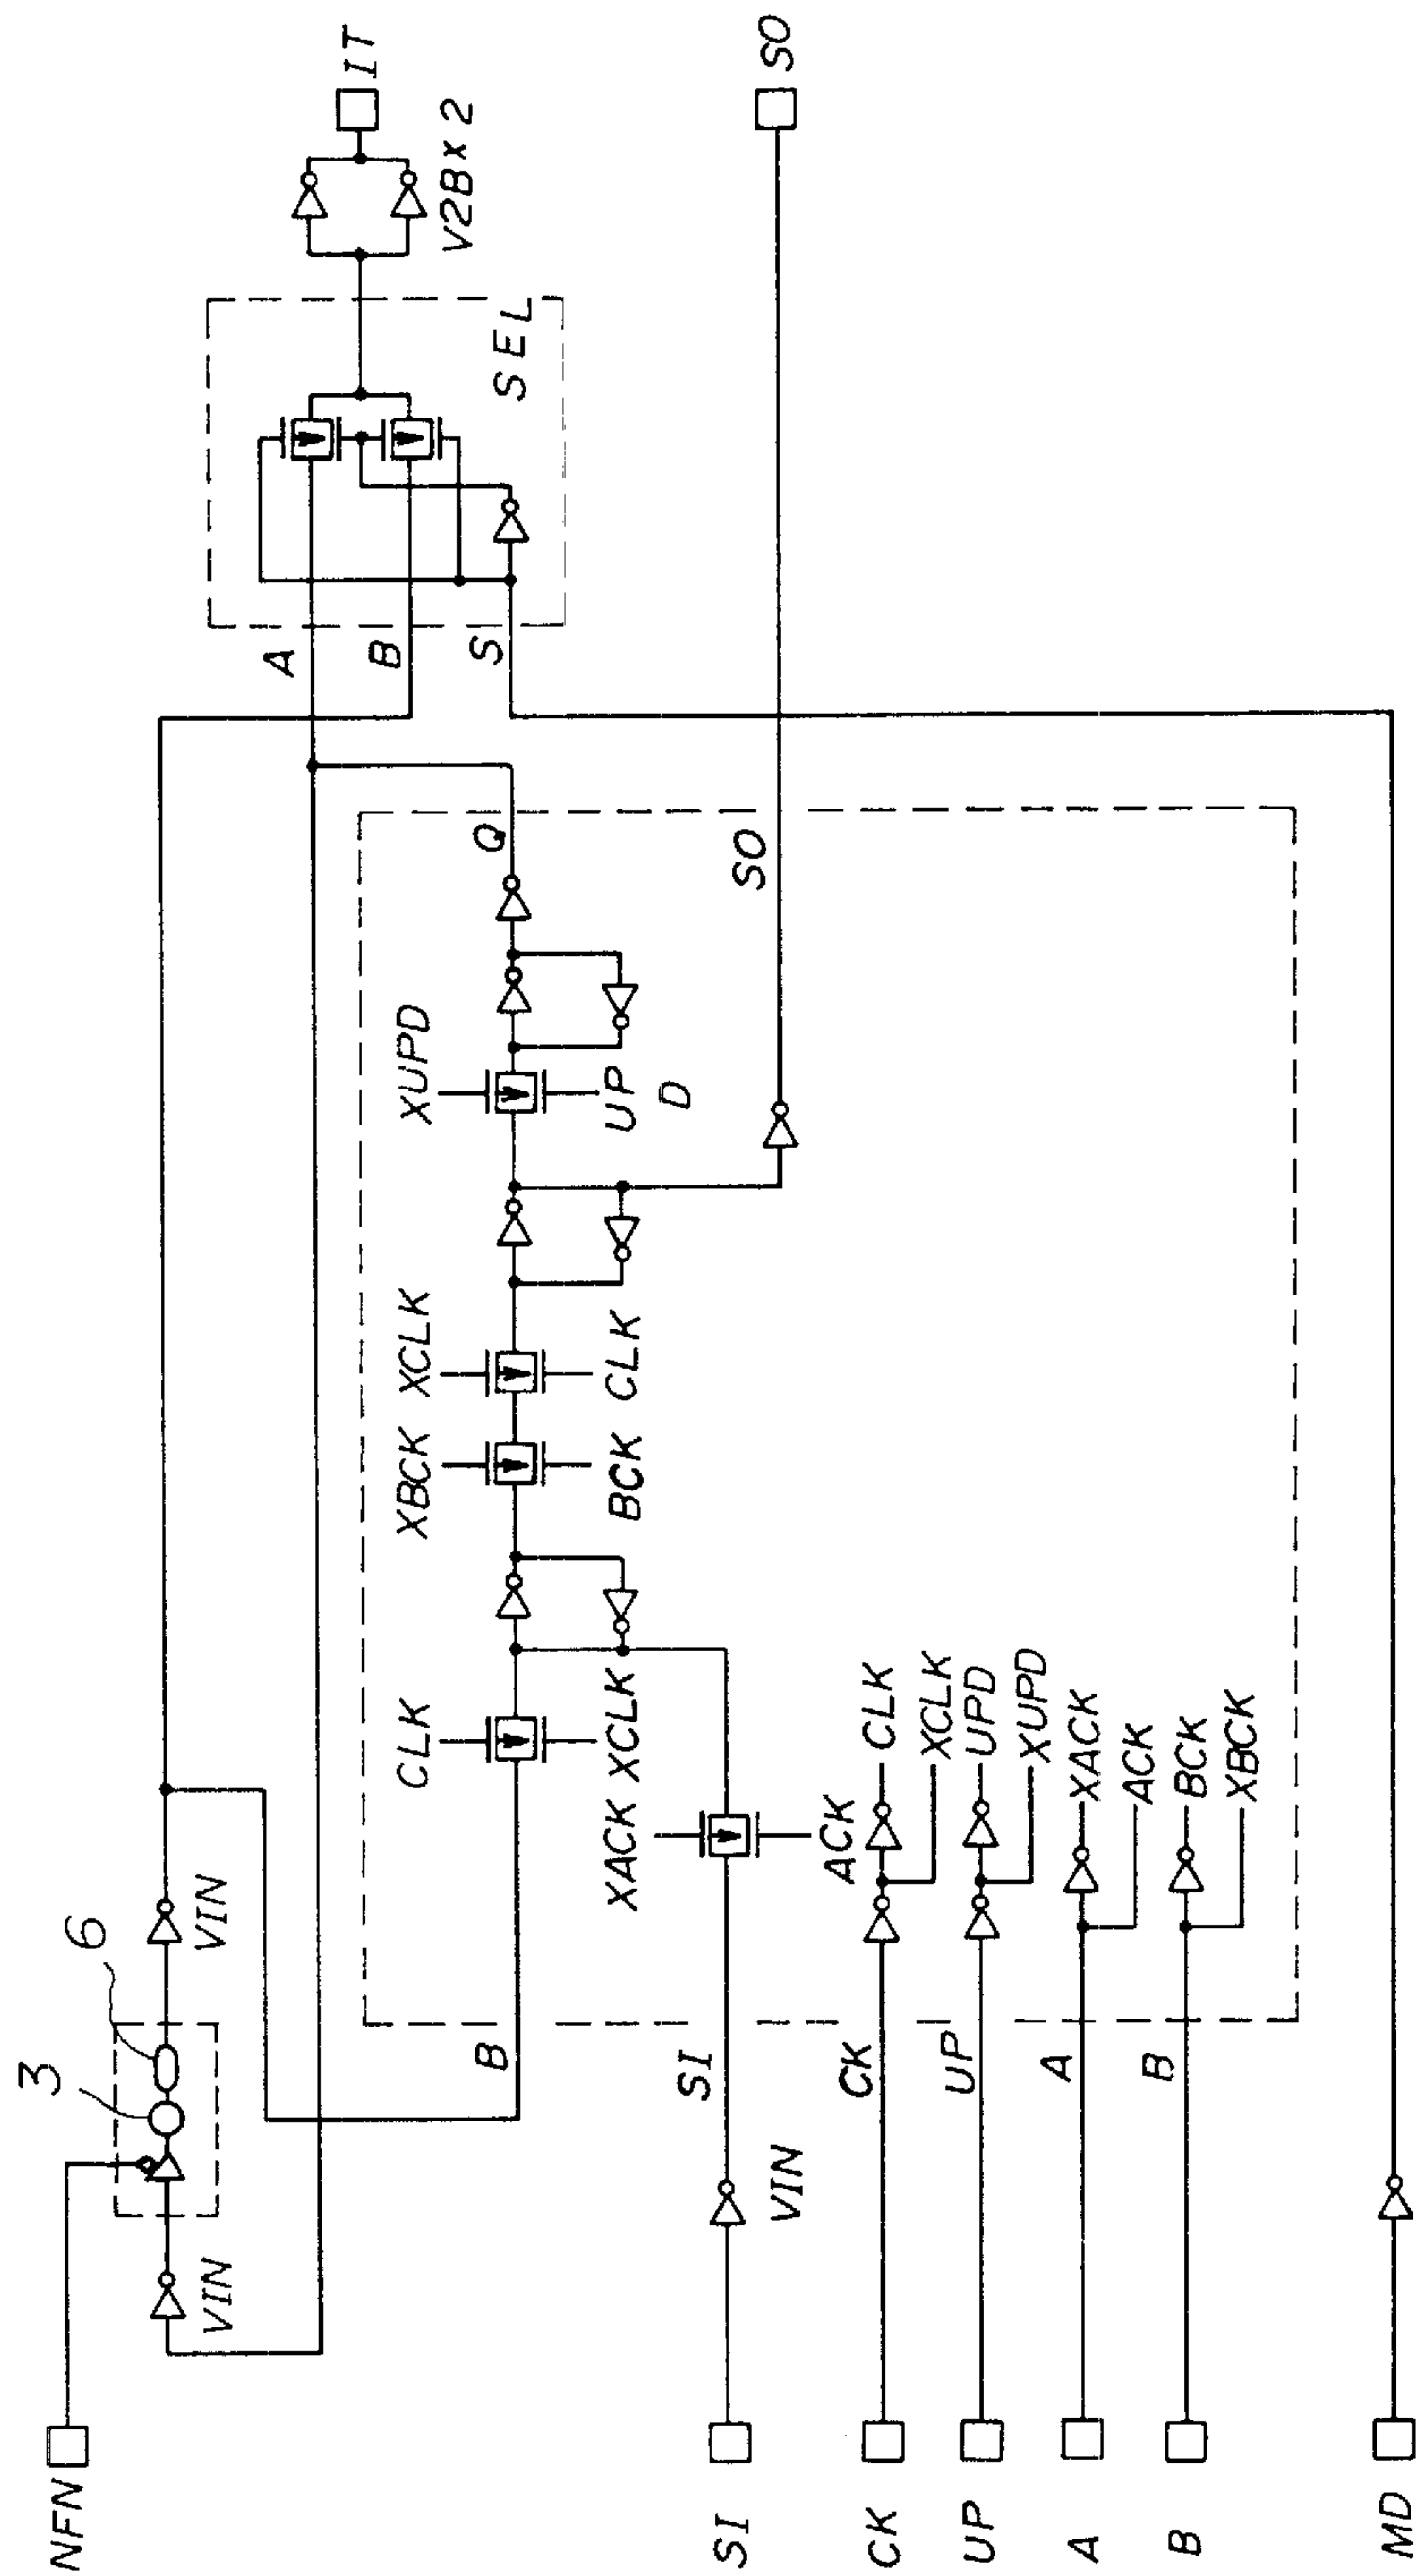 NFN
VIN
3
6
VIN
A
B
S
SEL
V2B×2
IT
B
CLK
XCLK
XBCK
BCK
XCLK
CLK
XUPD
UP
D
Q
SI
VIN
SI
XACK
ACK
SO
SO
CK
CK
CLK
XCLK
UP
UP
UPD
XUPD
A
A
XACK
ACK
B
B
BCK
XBCK
MD